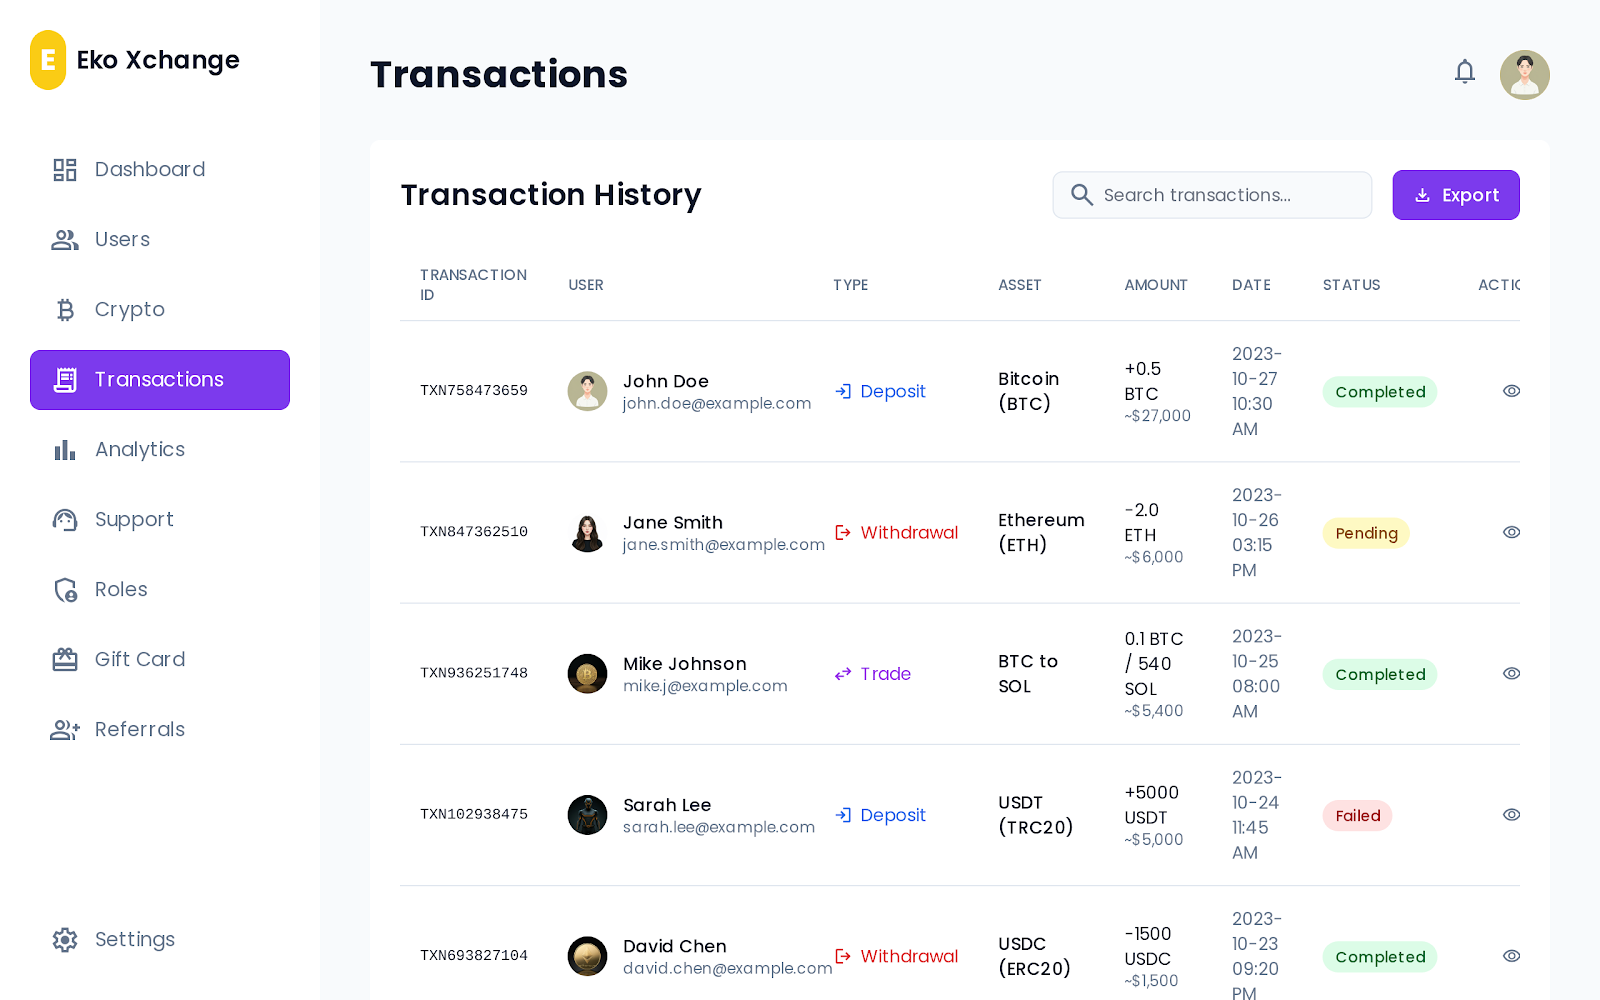 E
Eko Xchange
Dashboard
Users
Crypto
Transactions
Analytics
Support
Roles
Gift Card
Referrals
Settings
Transactions
Transaction History
Search transactions...
Export
TRANSACTION
ID
USER
TYPE
ASSET
AMOUNT
DATE
STATUS
ACTIC
TXN758473659
John Doe
john.doe@example.com
Deposit
Bitcoin
(BTC)
+0.5
BTC
~$27,000
2023-
10-27
10:30
AM
Completed
TXN847362510
Jane Smith
jane.smith@example.com
Withdrawal
Ethereum
(ETH)
-2.0
ETH
~$6,000
2023-
10-26
03:15
PM
Pending
TXN936251748
Mike Johnson
mike.j@example.com
Trade
BTC to
SOL
0.1 BTC
/ 540
SOL
~$5,400
2023-
10-25
08:00
AM
Completed
TXN102938475
Sarah Lee
sarah.lee@example.com
Deposit
USDT
(TRC20)
+5000
USDT
~$5,000
2023-
10-24
11:45
AM
Failed
TXN693827104
David Chen
david.chen@example.com
Withdrawal
USDC
(ERC20)
-1500
USDC
~$1,500
2023-
10-23
09:20
PM
Completed